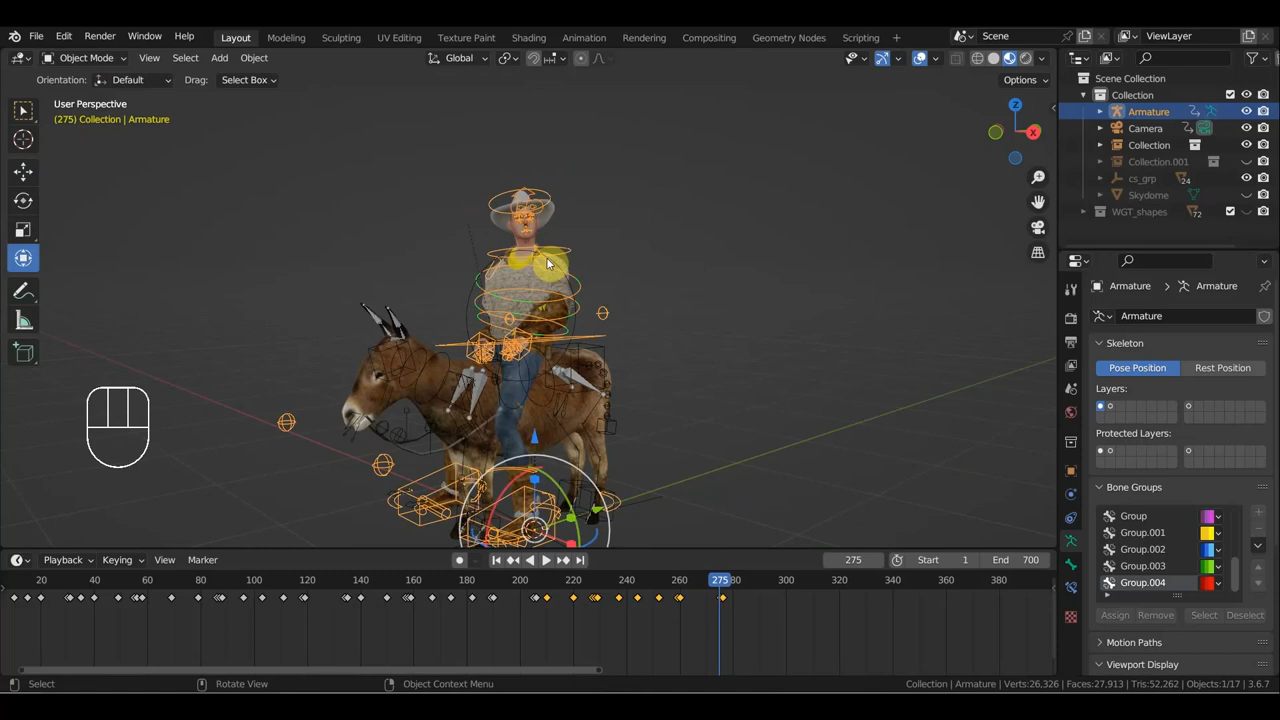 File Edit Render Window Help Layout Modeling Sculpting UV Editing Texture Paint Shading Animation Rendering Compositing Geometry Nodes Scripting Scene ViewLayer
Object Mode View Select Add Object Global
Orientation: Default Drag: Select Box Options
User Perspective
(275) Collection | Armature
Z
X
Scene Collection
Collection
Armature
Camera
Collection
Collection.001
cs_grp 24
Skydome
WGT_shapes 72
Armature Armature
Armature
Skeleton
Pose Position Rest Position
Layers:
Protected Layers:
Bone Groups
Group
Group.001
Group.002
Group.003
Group.004
Assign Remove Select Deselect
Motion Paths
Viewport Display
Playback Keying View Marker 275 Start 1 End 700
20 40 60 80 100 120 140 160 180 200 220 240 260 275 80 300 320 340 360 380
Select Rotate View Object Context Menu Collection | Armature Verts:26,326 | Faces:27,913 | Tris:52,262 | Objects:1/17 | 3.6.7